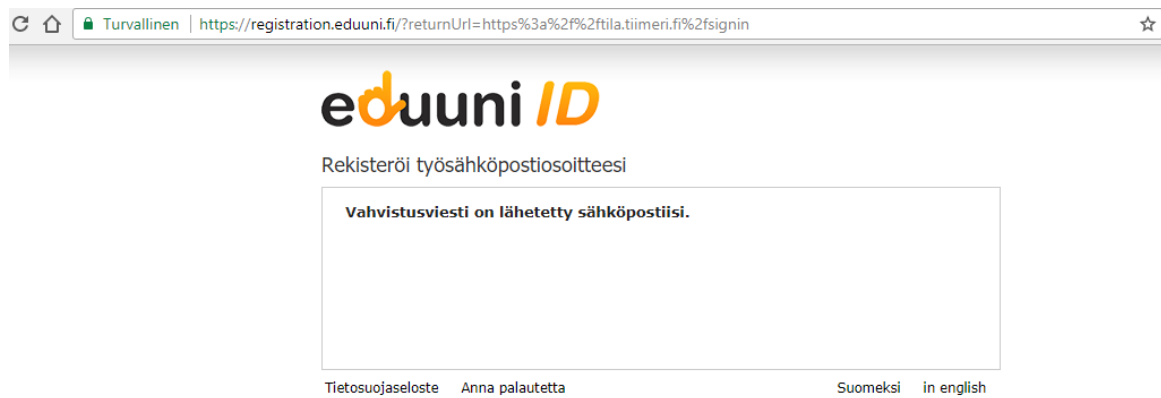 Turvallinen | https://registration.eduuni.fi/?returnUrl=https%3a%2f%2ftila.tiimeri.fi%2fsignin
eduuni ID
Rekisteröi työsähköpostiosoitteesi
Vahvistusviesti on lähetetty sähköpostiisi.
Tietosuojaseloste Anna palautetta Suomeksi in english